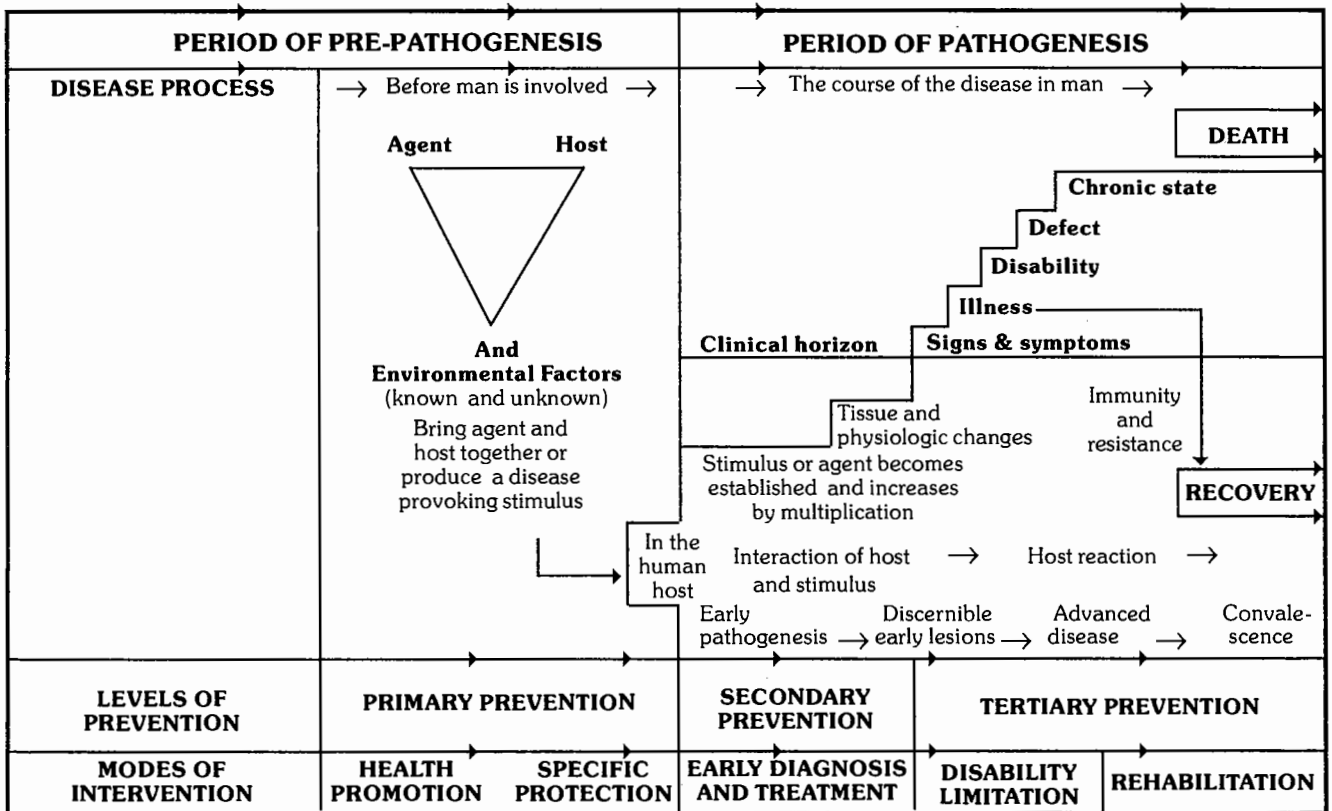 PERIOD OF PRE-PATHOGENESIS
PERIOD OF PATHOGENESIS
DISEASE PROCESS
→ Before man is involved →
→ The course of the disease in man →
DEATH
Agent
Host
Chronic state
Defect
Disability
Illness
Clinical horizon
Signs & symptoms
And
Environmental Factors
(known and unknown)
Bring agent and
host together or
produce a disease
provoking stimulus
Tissue and
physiologic changes
Immunity
and
resistance
Stimulus or agent becomes
established and increases
by multiplication
RECOVERY
In the
human
host
Interaction of host →
and stimulus
Host reaction →
Early
pathogenesis →
Discernible
early lesions →
Advanced
disease →
Convale-
scence
LEVELS OF
PREVENTION
PRIMARY PREVENTION
SECONDARY
PREVENTION
TERTIARY PREVENTION
MODES OF
INTERVENTION
HEALTH
PROMOTION
SPECIFIC
PROTECTION
EARLY DIAGNOSIS
AND TREATMENT
DISABILITY
LIMITATION
REHABILITATION